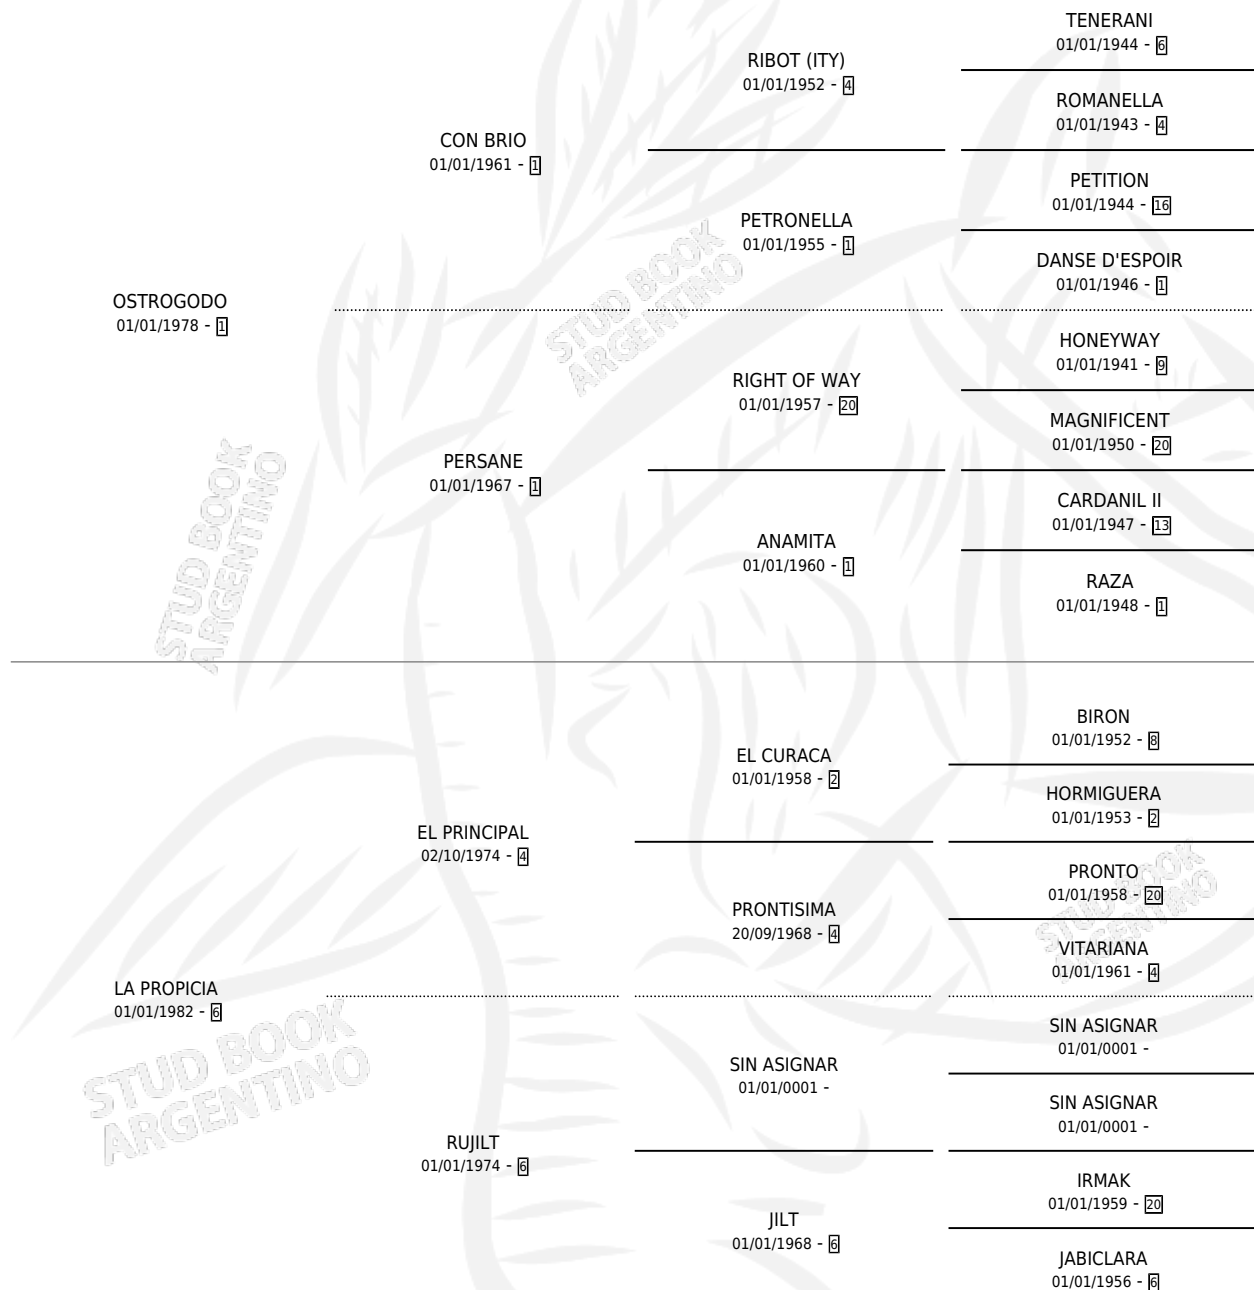 TENERANI
01/01/1944 - 6
RIBOT (ITY)
01/01/1952 - 4
ROMANELLA
01/01/1943 - 4
CON BRIO
01/01/1961 - 1
PETITION
01/01/1944 - 16
PETRONELLA
01/01/1955 - 1
DANSE D'ESPOIR
01/01/1946 - 1
OSTROGODO
01/01/1978 - 1
HONEYWAY
01/01/1941 - 9
RIGHT OF WAY
01/01/1957 - 20
MAGNIFICENT
01/01/1950 - 20
PERSANE
01/01/1967 - 1
CARDANIL II
01/01/1947 - 13
ANAMITA
01/01/1960 - 1
RAZA
01/01/1948 - 1
BIRON
01/01/1952 - 8
EL CURACA
01/01/1958 - 2
HORMIGUERA
01/01/1953 - 2
EL PRINCIPAL
02/10/1974 - 4
PRONTO
01/01/1958 - 20
PRONTISIMA
20/09/1968 - 4
VITARIANA
01/01/1961 - 4
LA PROPICIA
01/01/1982 - 6
SIN ASIGNAR
01/01/0001 -
SIN ASIGNAR
01/01/0001 -
SIN ASIGNAR
01/01/0001 -
RUJILT
01/01/1974 - 6
IRMAK
01/01/1959 - 20
JILT
01/01/1968 - 6
JABICLARA
01/01/1956 - 6
STUD BOOK
ARGENTINO
STUD BOOK
ARGENTINO
STUD BOOK
ARGENTINO
STUD BOOK
ARGENTINO